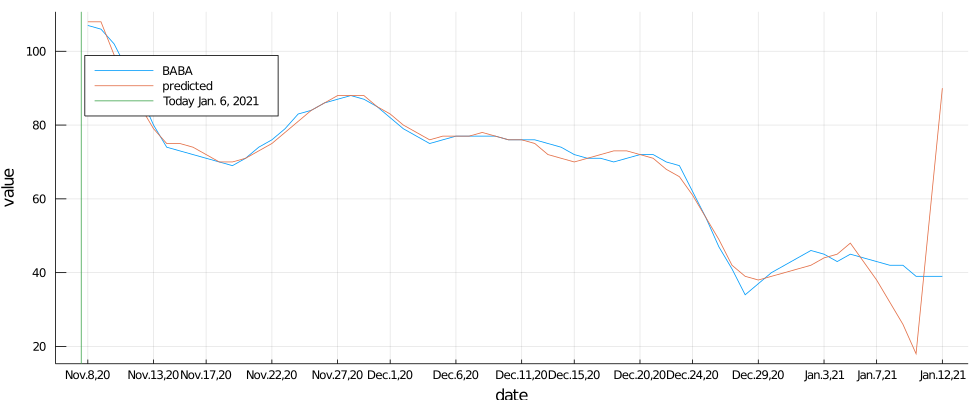 100
80
60
40
20
value
BABA
predicted
Today Jan. 6, 2021
Nov.8,20 Nov.13,20 Nov.17,20 Nov.22,20 Nov.27,20 Dec.1,20 Dec.6,20 Dec.11,20 Dec.15,20 Dec.20,20 Dec.24,20 Dec.29,20 Jan.3,21 Jan.7,21 Jan.12,21
date